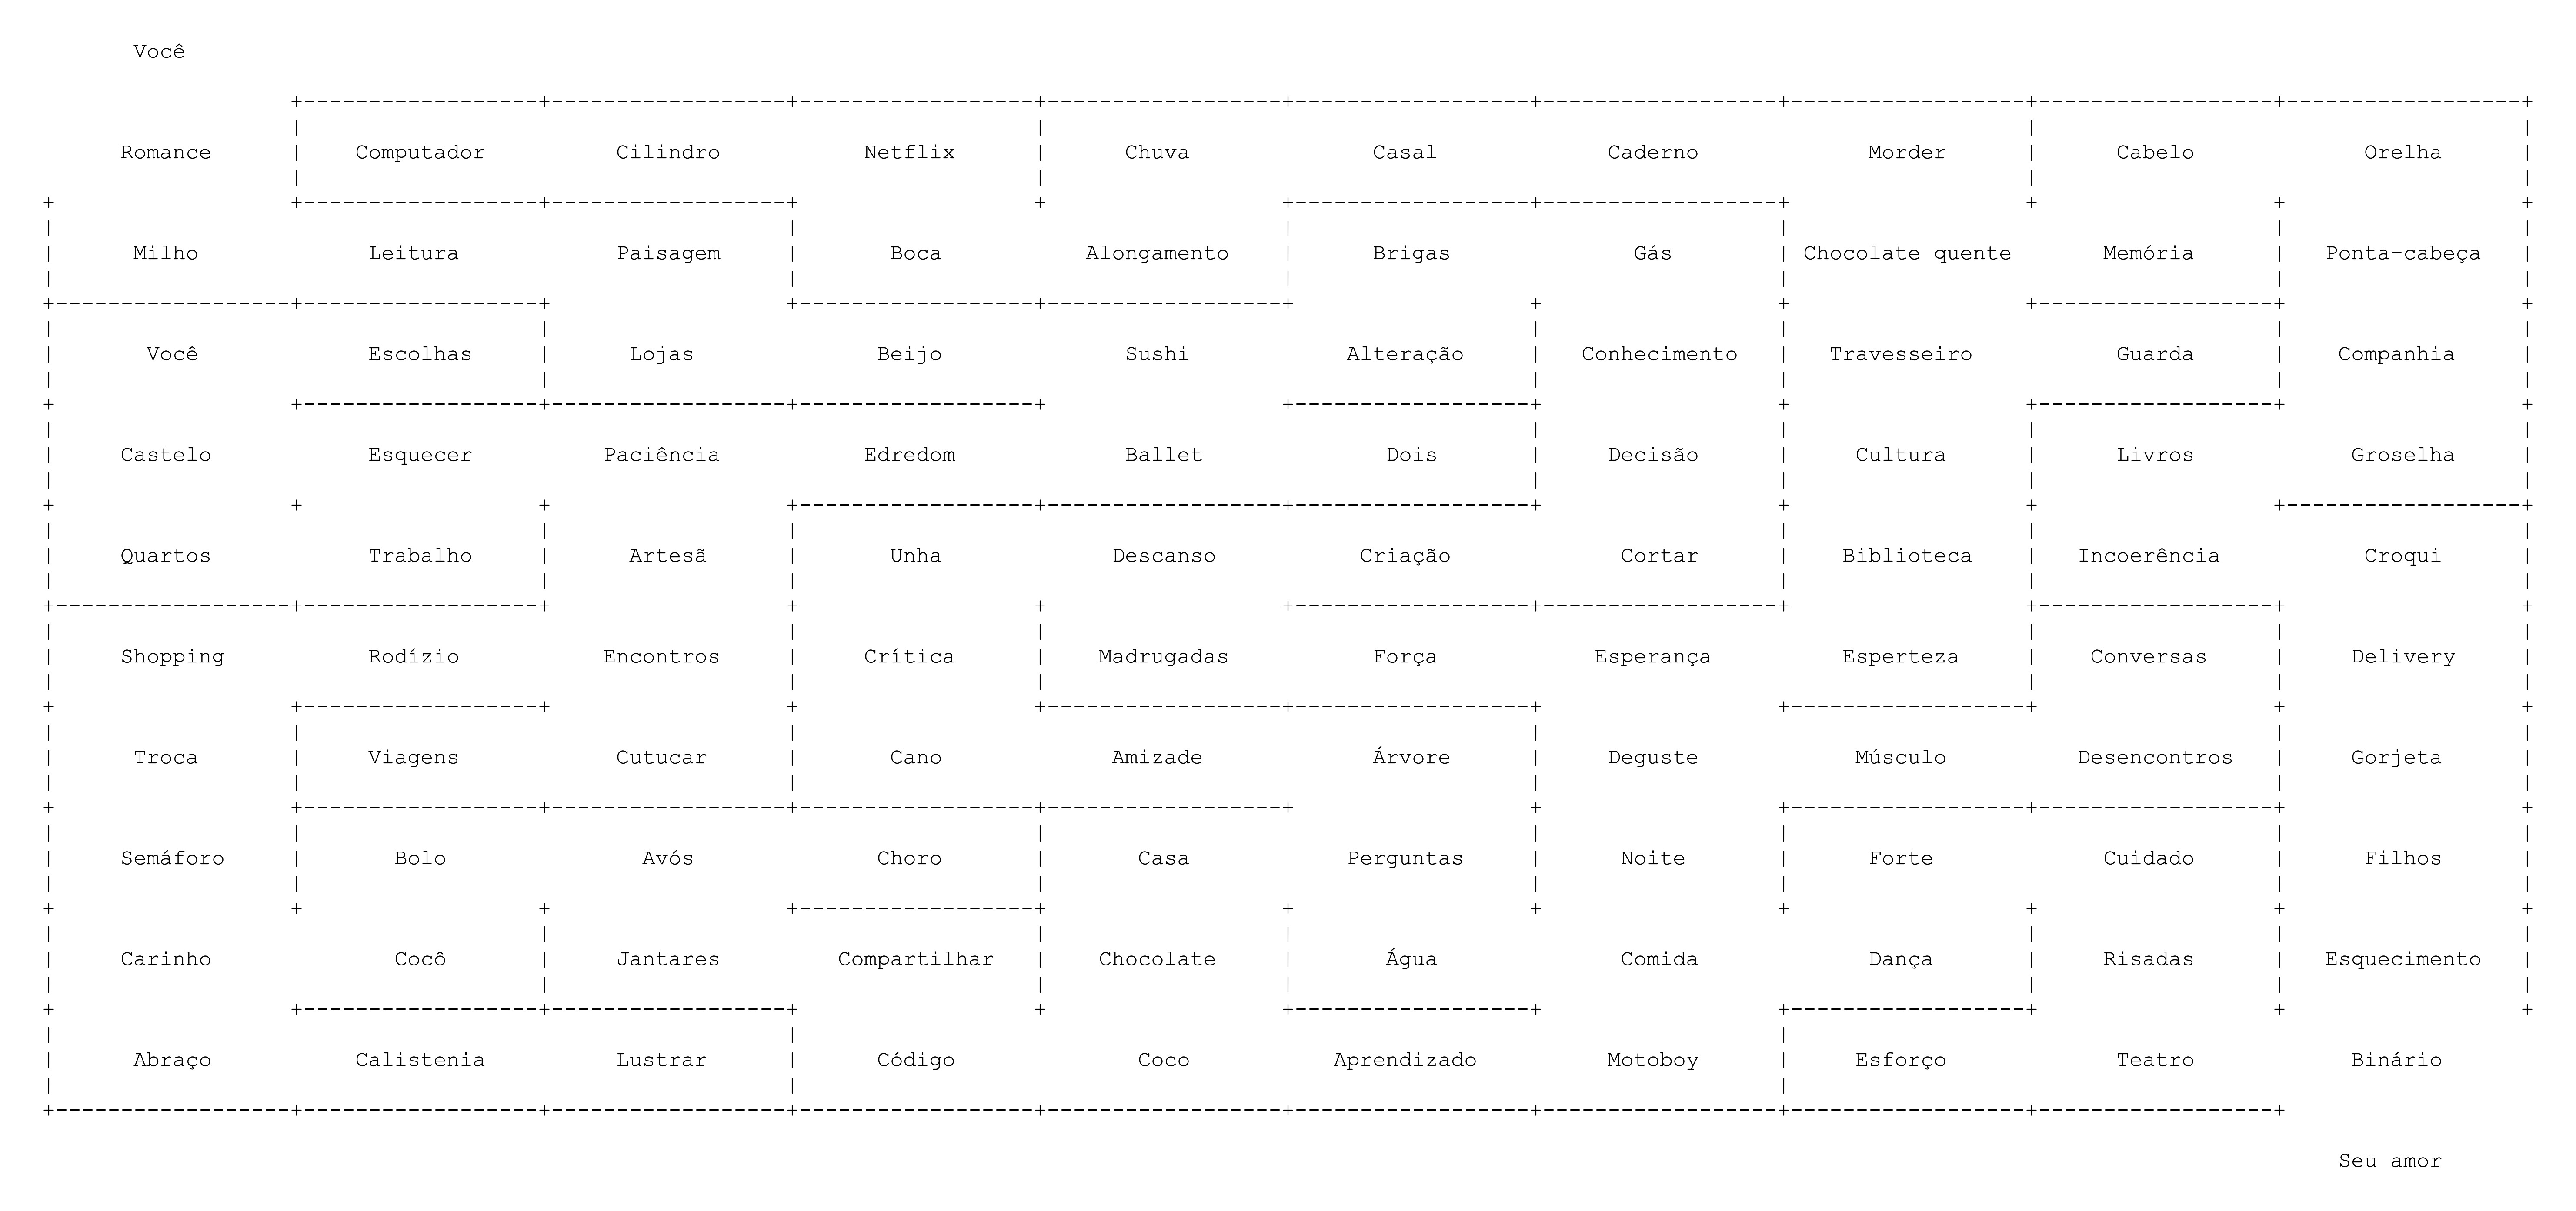 Você
Romance Computador Cilindro Netflix Chuva Casal Caderno Morder Cabelo Orelha
Milho Leitura Paisagem Boca Alongamento Brigas Gás Chocolate quente Memória Ponta-cabeça
Você Escolhas Lojas Beijo Sushi Alteração Conhecimento Travesseiro Guarda Companhia
Castelo Esquecer Paciência Edredom Ballet Dois Decisão Cultura Livros Groselha
Quartos Trabalho Artesã Unha Descanso Criação Cortar Biblioteca Incoerência Croqui
Shopping Rodízio Encontros Crítica Madrugadas Força Esperança Esperteza Conversas Delivery
Troca Viagens Cutucar Cano Amizade Árvore Deguste Músculo Desencontros Gorjeta
Semáforo Bolo Avós Choro Casa Perguntas Noite Forte Cuidado Filhos
Carinho Cocô Jantares Compartilhar Chocolate Água Comida Dança Risadas Esquecimento
Abraço Calistenia Lustrar Código Coco Aprendizado Motoboy Esforço Teatro Binário
Seu amor